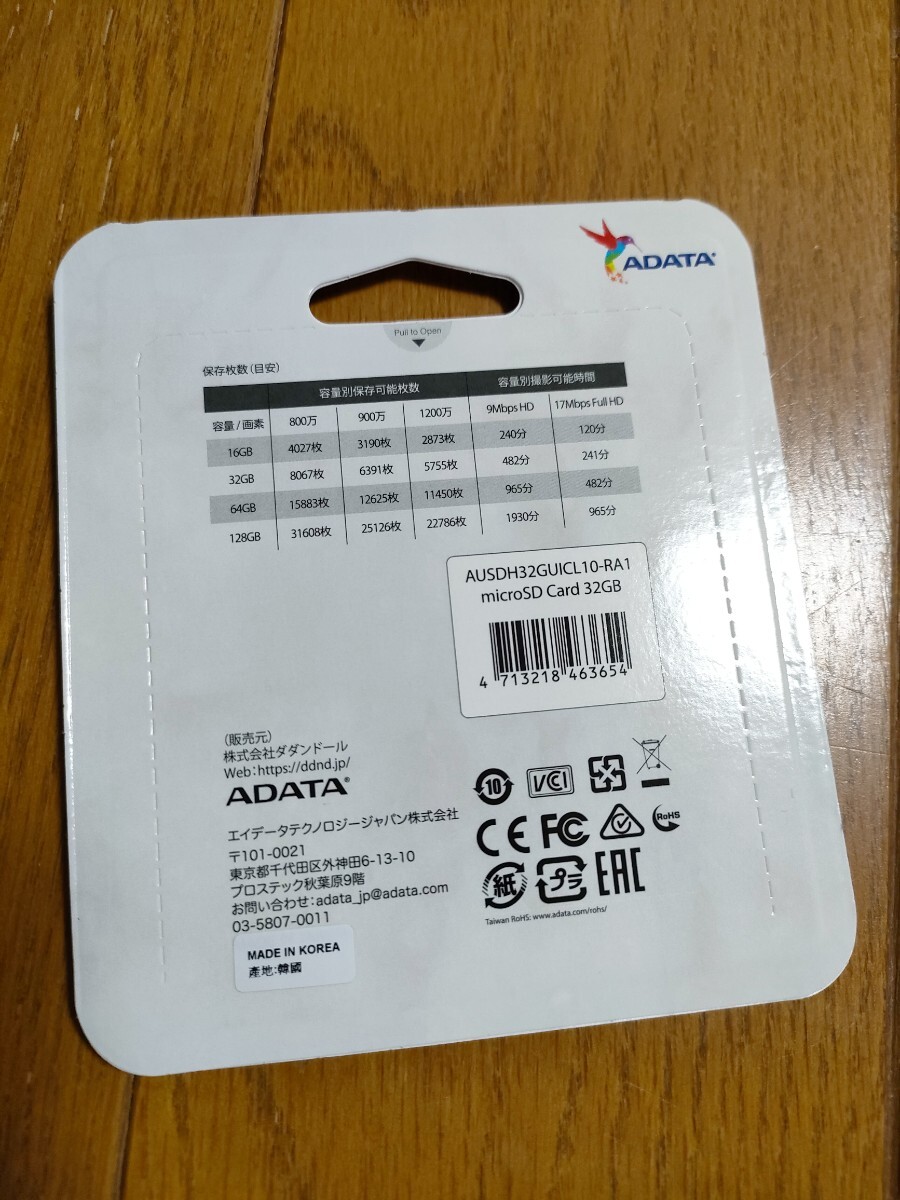 ADATA®
Pull to Open
保存枚数(目安)
容量別保存可能枚数 容量別撮影可能時間
容量/画素 800万 900万 1200万 9Mbps HD 17Mbps Full HD
16GB 4027枚 3190枚 2873枚 240分 120分
32GB 8067枚 6391枚 5755枚 482分 241分
64GB 15883枚 12625枚 11450枚 965分 482分
128GB 31608枚 25126枚 22786枚 1930分 965分
AUSDH32GUICL10-RA1
microSD Card 32GB
4 713218 463654
(販売元)
株式会社ダダンドール
Web:https://ddnd.jp/
ADATA®
エイデータテクノロジージャパン株式会社
〒101-0021
東京都千代田区外神田6-13-10
プロステック秋葉原9階
お問い合わせ:adata_jp@adata.com
03-5807-0011
MADE IN KOREA
產地:韓國
10 VCI
CE FC RoHS
紙 プラ EAC
Taiwan RoHS: www.adata.com/rohs/